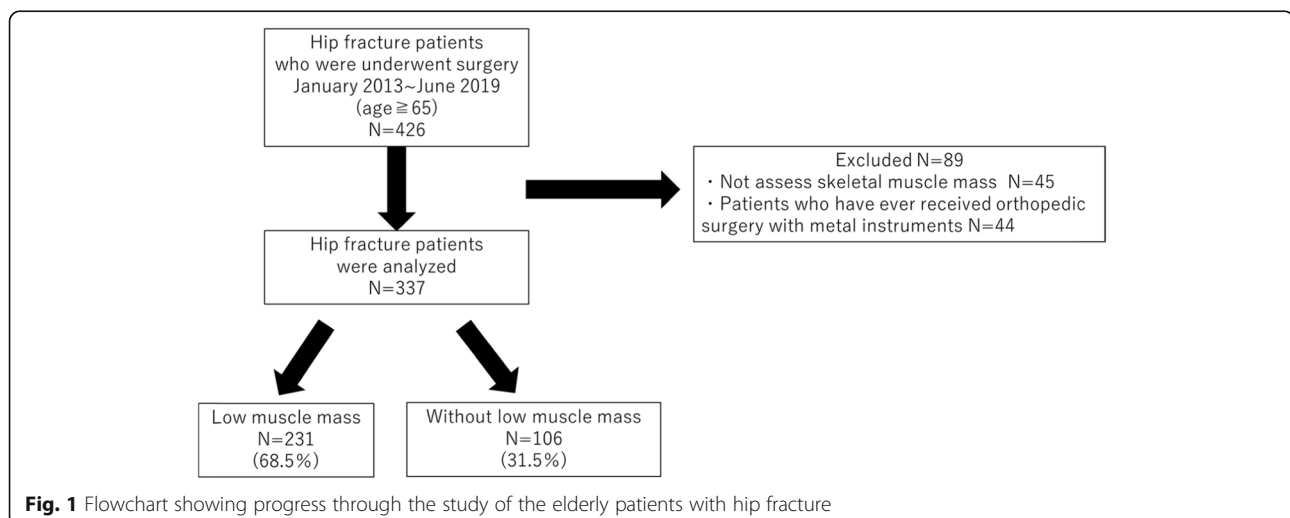 Hip fracture patients
who were underwent surgery
January 2013~June 2019
(age≧65)
N=426
Excluded N=89
・Not assess skeletal muscle mass N=45
・Patients who have ever received orthopedic
surgery with metal instruments N=44
Hip fracture patients
were analyzed
N=337
Low muscle mass
N=231
(68.5%)
Without low muscle mass
N=106
(31.5%)
Fig. 1 Flowchart showing progress through the study of the elderly patients with hip fracture